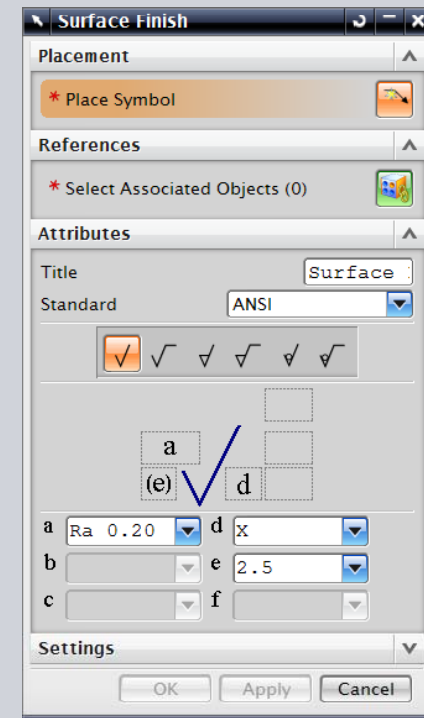 Surface Finish
Placement
* Place Symbol
References
* Select Associated Objects (0)
Attributes
Title Surface
Standard ANSI
a
(e) d
a Ra 0.20 d X
b e 2.5
c f
Settings
OK Apply Cancel